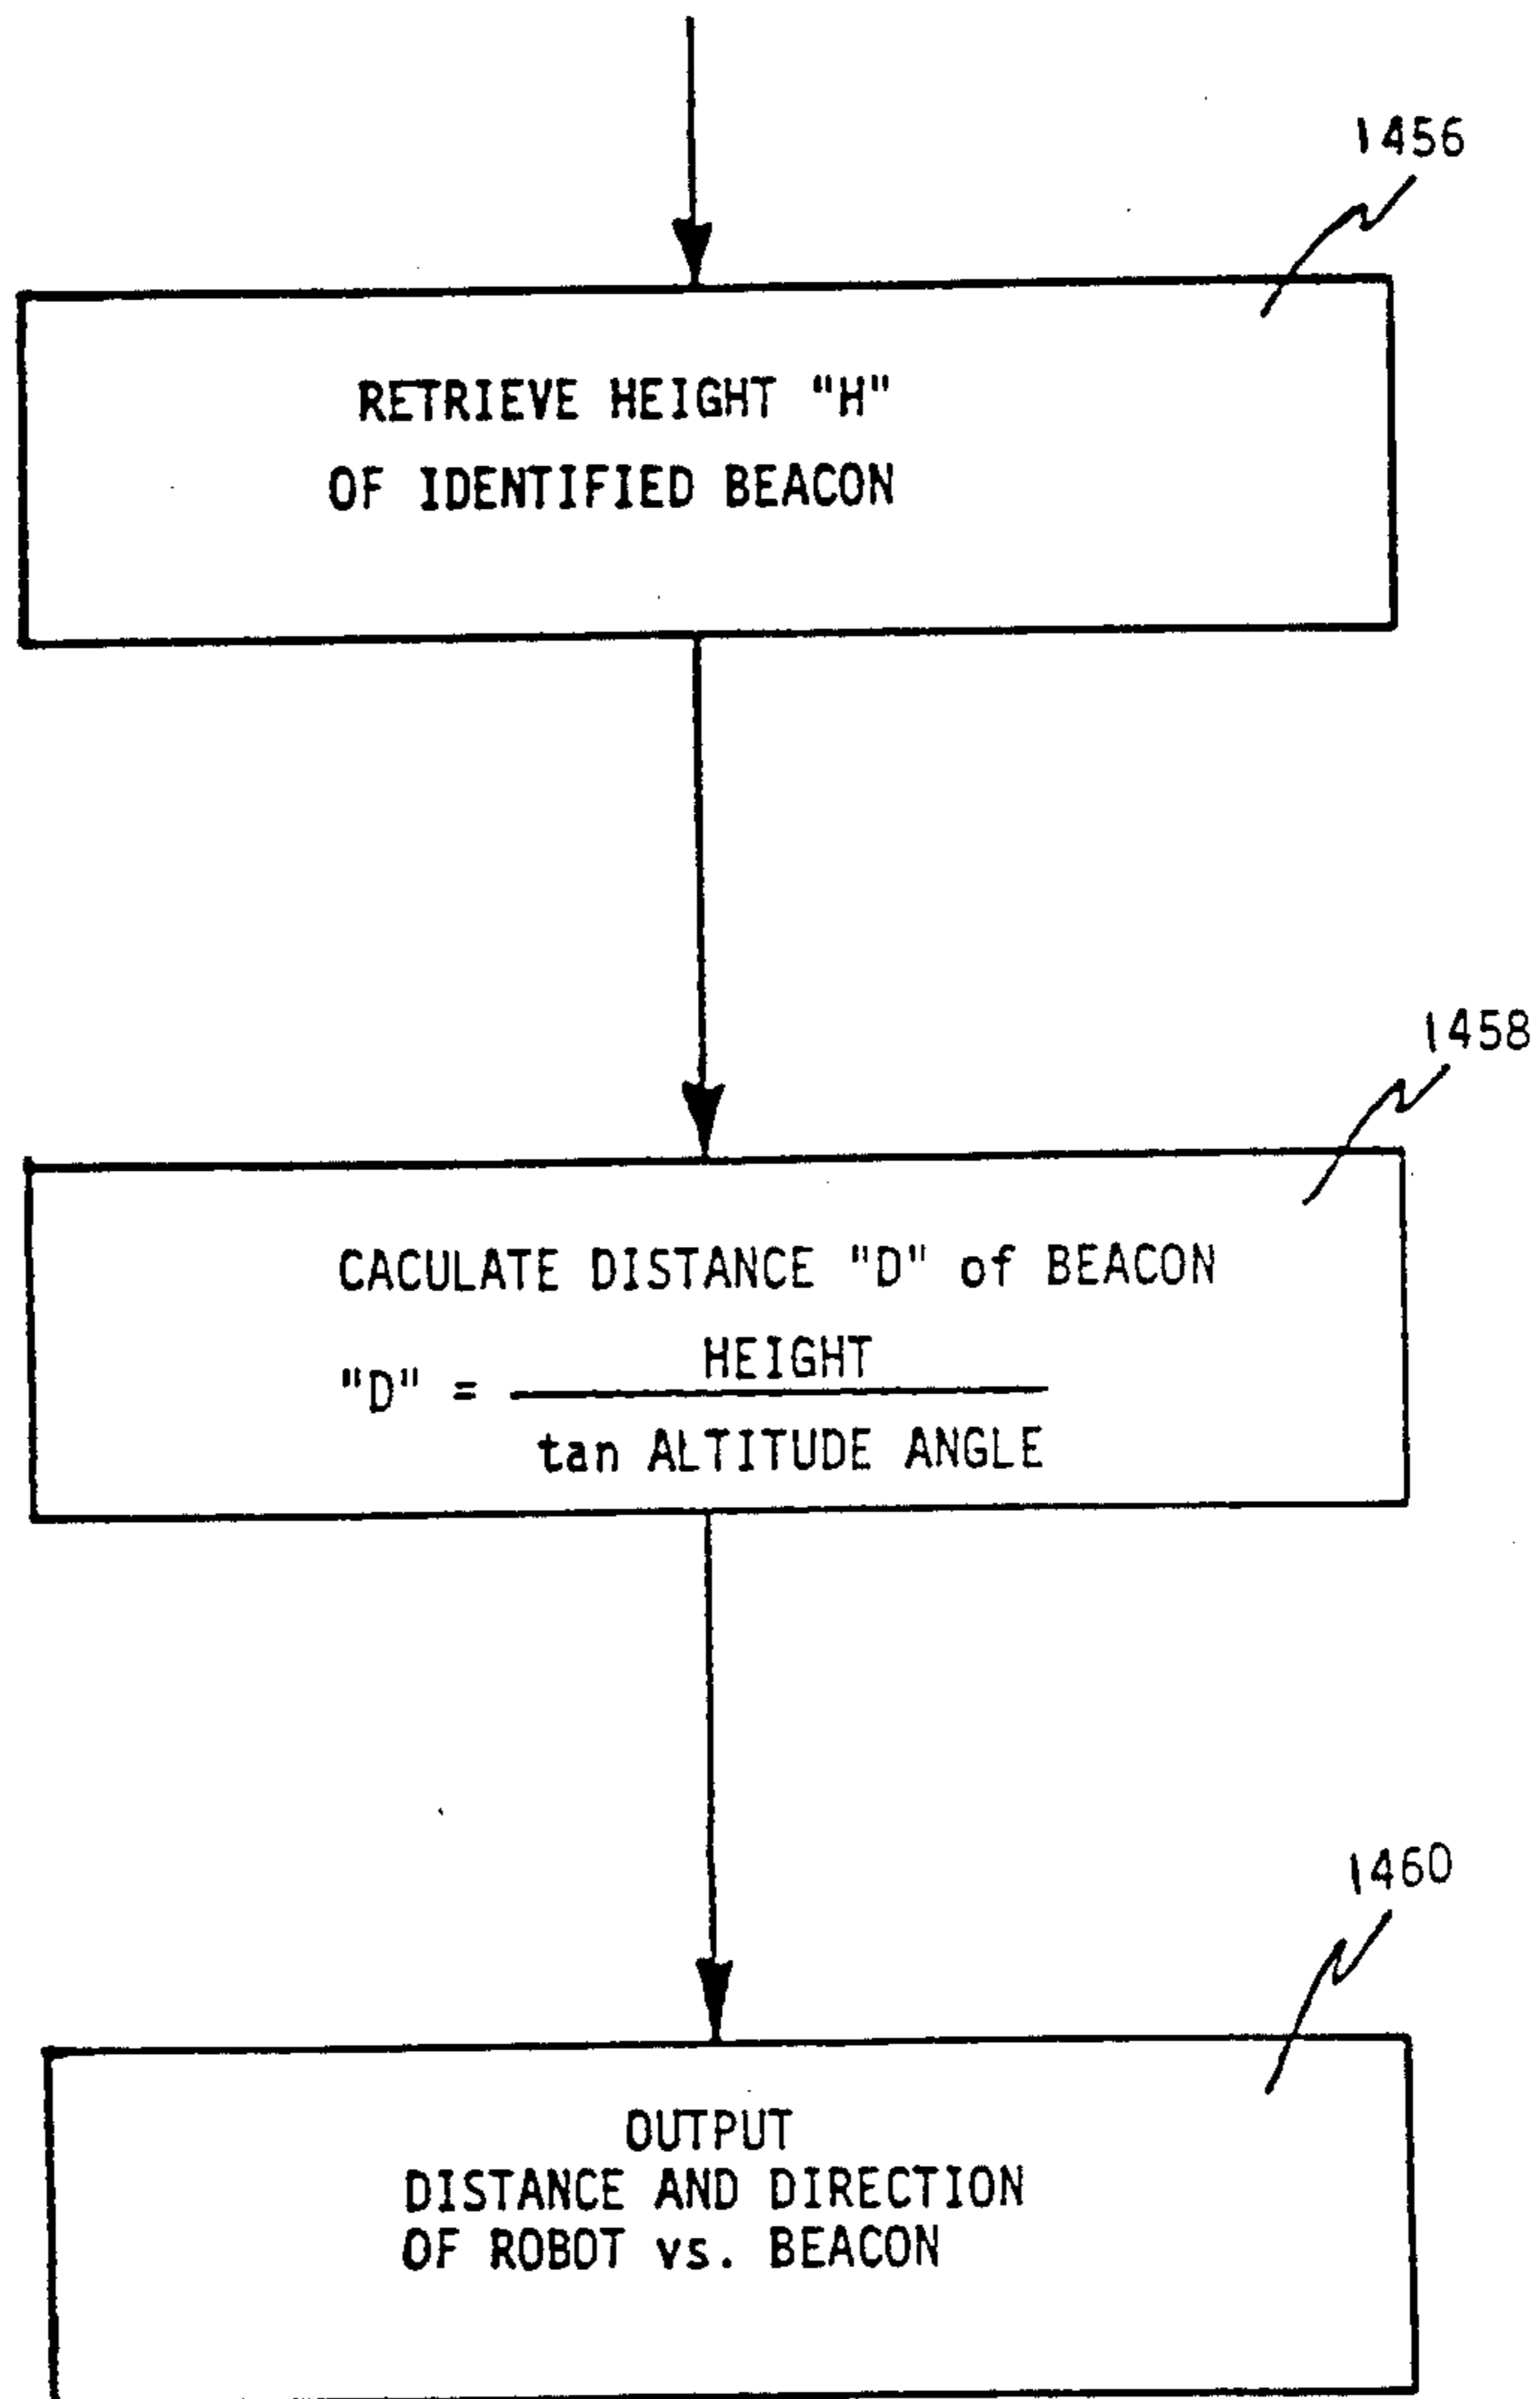 1456
RETRIEVE HEIGHT "H"
OF IDENTIFIED BEACON
1458
CACULATE DISTANCE "D" of BEACON
"D" = HEIGHT
tan ALTITUDE ANGLE
1460
OUTPUT
DISTANCE AND DIRECTION
OF ROBOT vs. BEACON